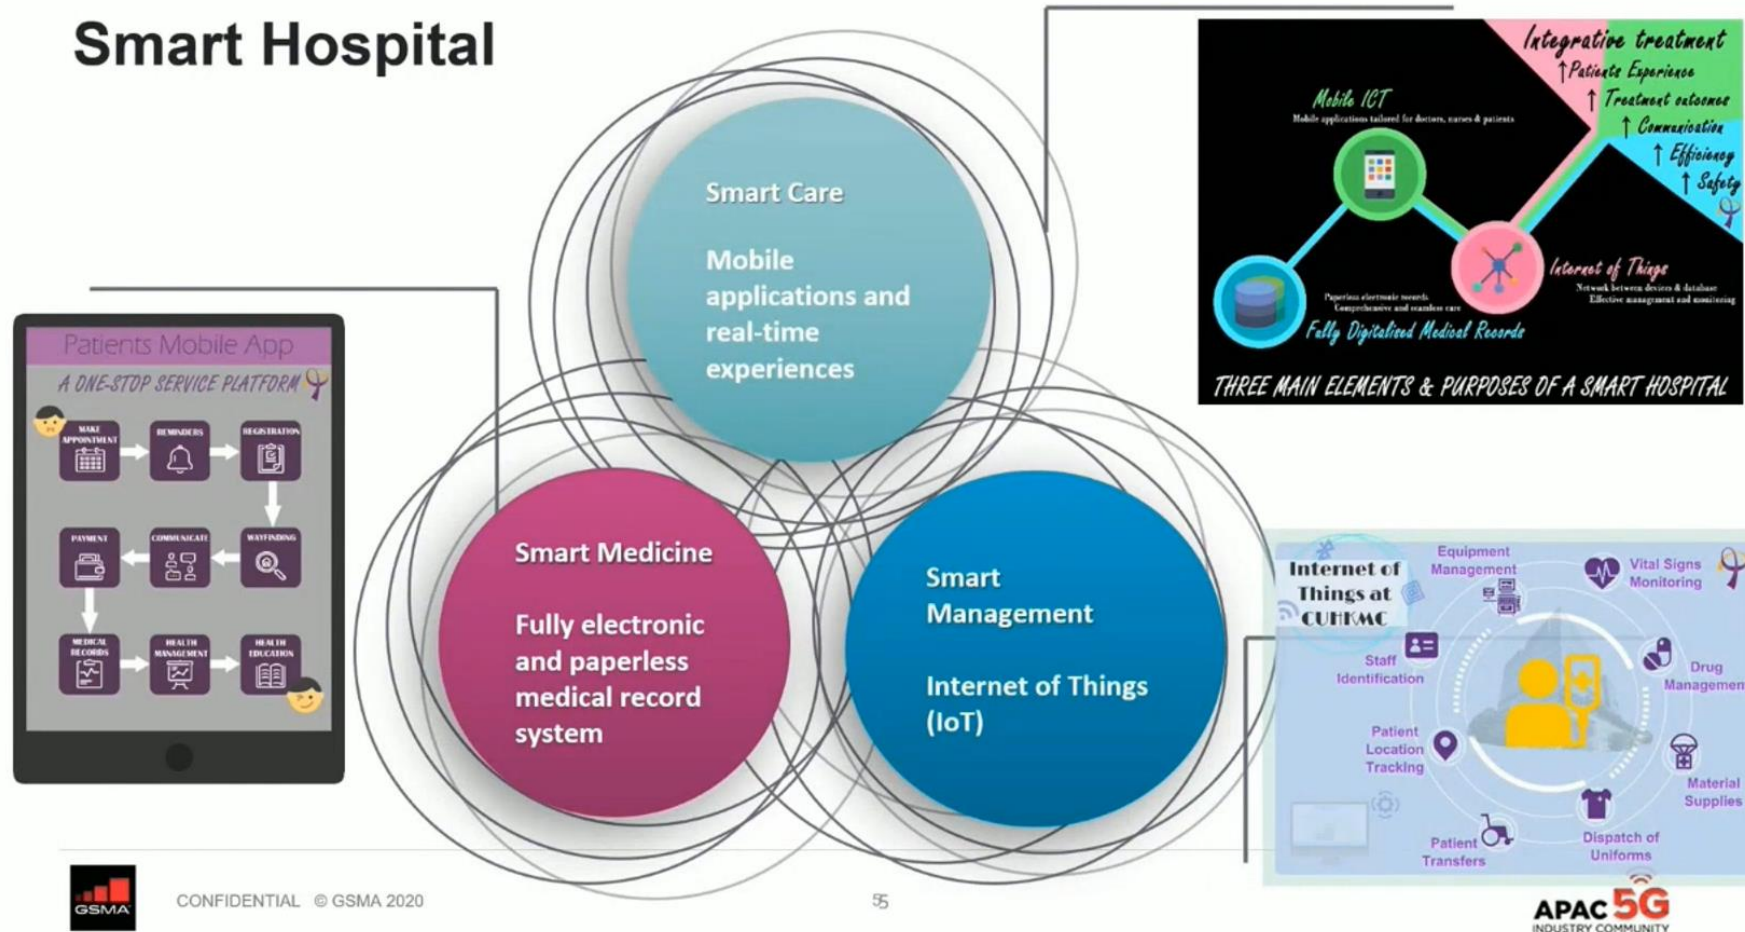 Smart Hospital
Smart Care
Mobile
applications and
real-time
experiences
Smart Medicine
Fully electronic
and paperless
medical record
system
Smart
Management
Internet of Things
(IoT)
Patients Mobile App
A ONE-STOP SERVICE PLATFORM
MAKE
APPOINTMENT
REMINDERS
REGISTRATION
PAYMENT
COMMUNICATE
WAYFINDING
MEDICAL
RECORDS
HEALTH
MANAGEMENT
HEALTH
EDUCATION
Integrative treatment
↑ Patients Experience
↑ Treatment outcomes
↑ Communication
↑ Efficiency
↑ Safety
Mobile ICT
Mobile applications tailored for doctors, nurses & patients
Internet of Things
Network between devices & database
Effective management and monitoring
Paperless electronic records
Comprehensive and seamless care
Fully Digitalised Medical Records
THREE MAIN ELEMENTS & PURPOSES OF A SMART HOSPITAL
Internet of
Things at
CUHKMC
Equipment
Management
Vital Signs
Monitoring
Staff
Identification
Drug
Managemen
Patient
Location
Tracking
Material
Supplies
Patient
Transfers
Dispatch of
Uniforms
GSMA
CONFIDENTIAL © GSMA 2020
APAC 5G
INDUSTRY COMMUNITY